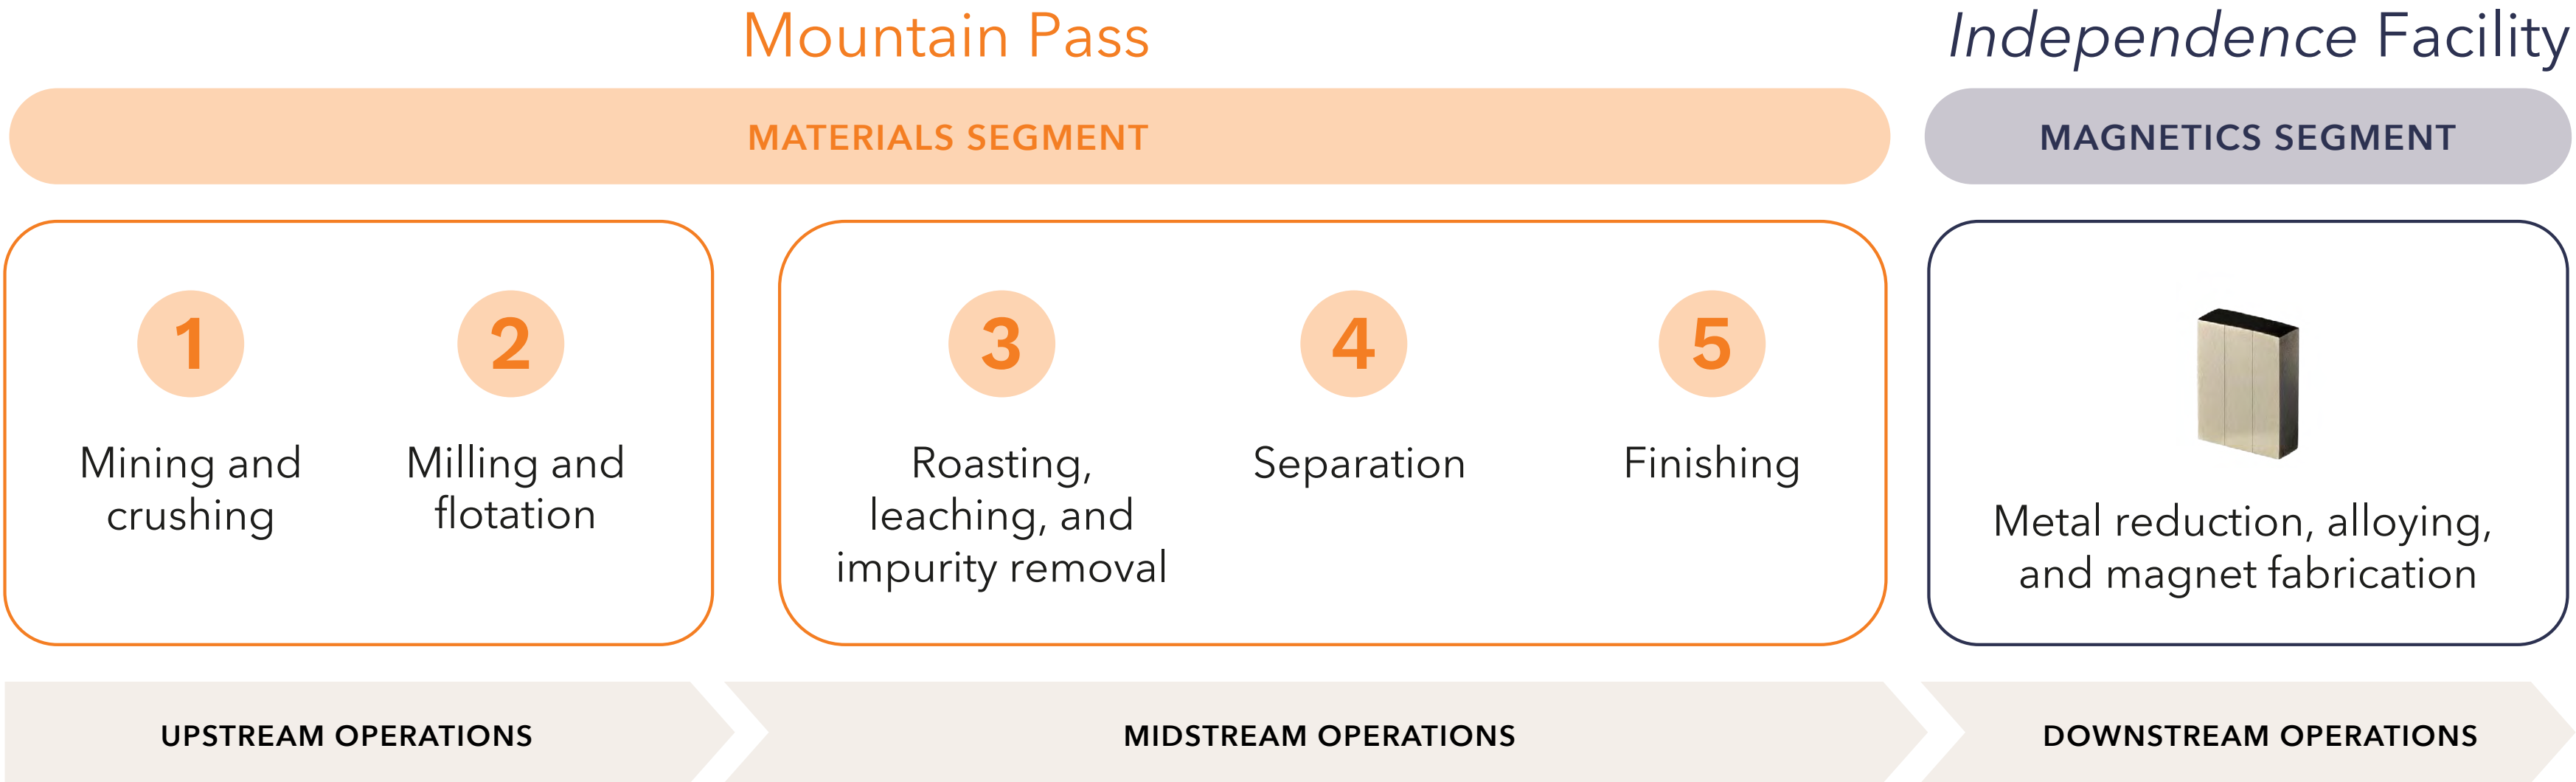 Mountain Pass
Independence Facility
MATERIALS SEGMENT
MAGNETICS SEGMENT
1
Mining and
crushing
2
Milling and
flotation
3
Roasting,
leaching, and
impurity removal
4
Separation
5
Finishing
Metal reduction, alloying,
and magnet fabrication
UPSTREAM OPERATIONS
MIDSTREAM OPERATIONS
DOWNSTREAM OPERATIONS